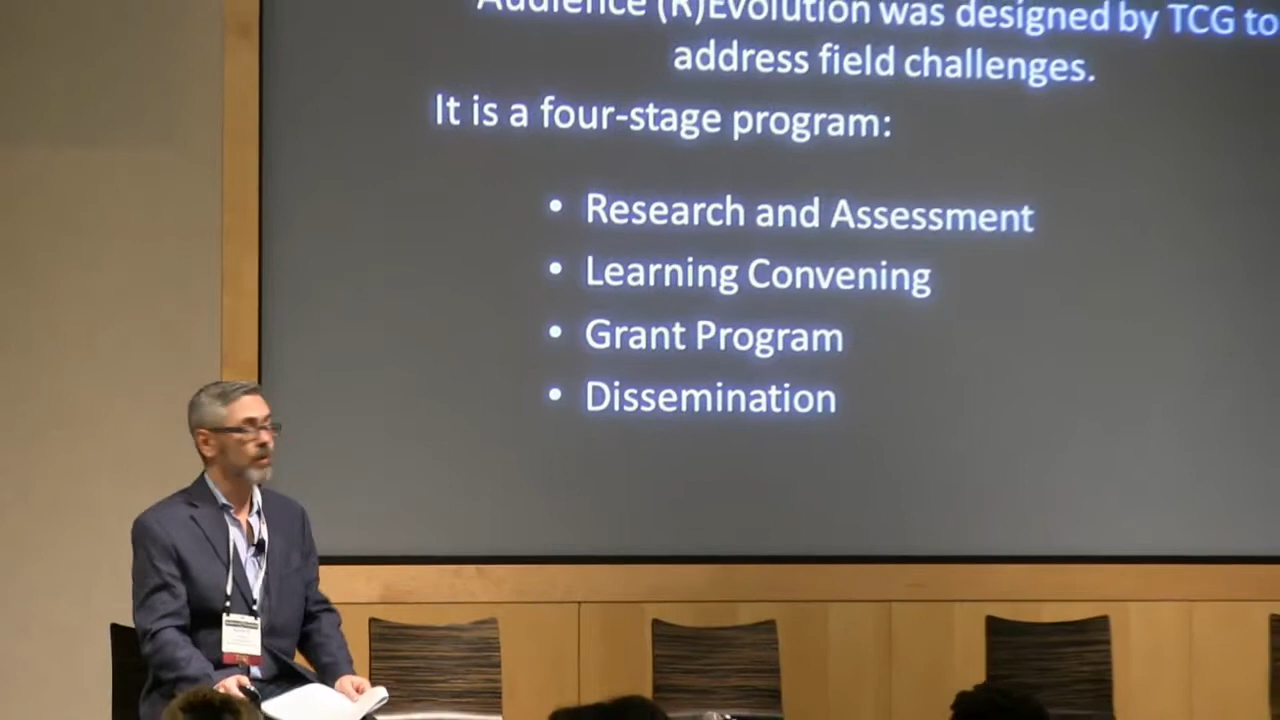 Audience (R)Evolution was designed by TCG to
address field challenges.
It is a four-stage program:
• Research and Assessment
• Learning Convening
• Grant Program
• Dissemination